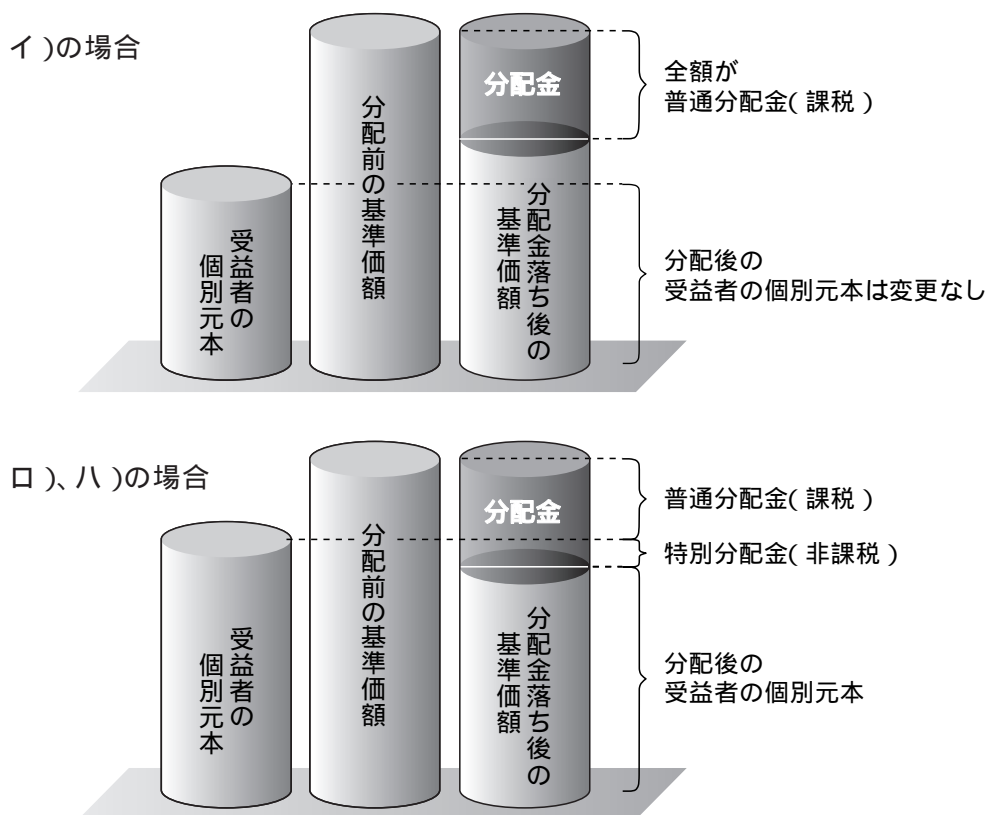 イ)の場合
受益者の
個別元本
分配前の基準価額
分配金
分配金落ち後の
基準価額
全額が
普通分配金(課税)
分配後の
受益者の個別元本は変更なし
ロ)、ハ)の場合
受益者の
個別元本
分配前の基準価額
分配金
分配金落ち後の
基準価額
普通分配金(課税)
特別分配金(非課税)
分配後の
受益者の個別元本